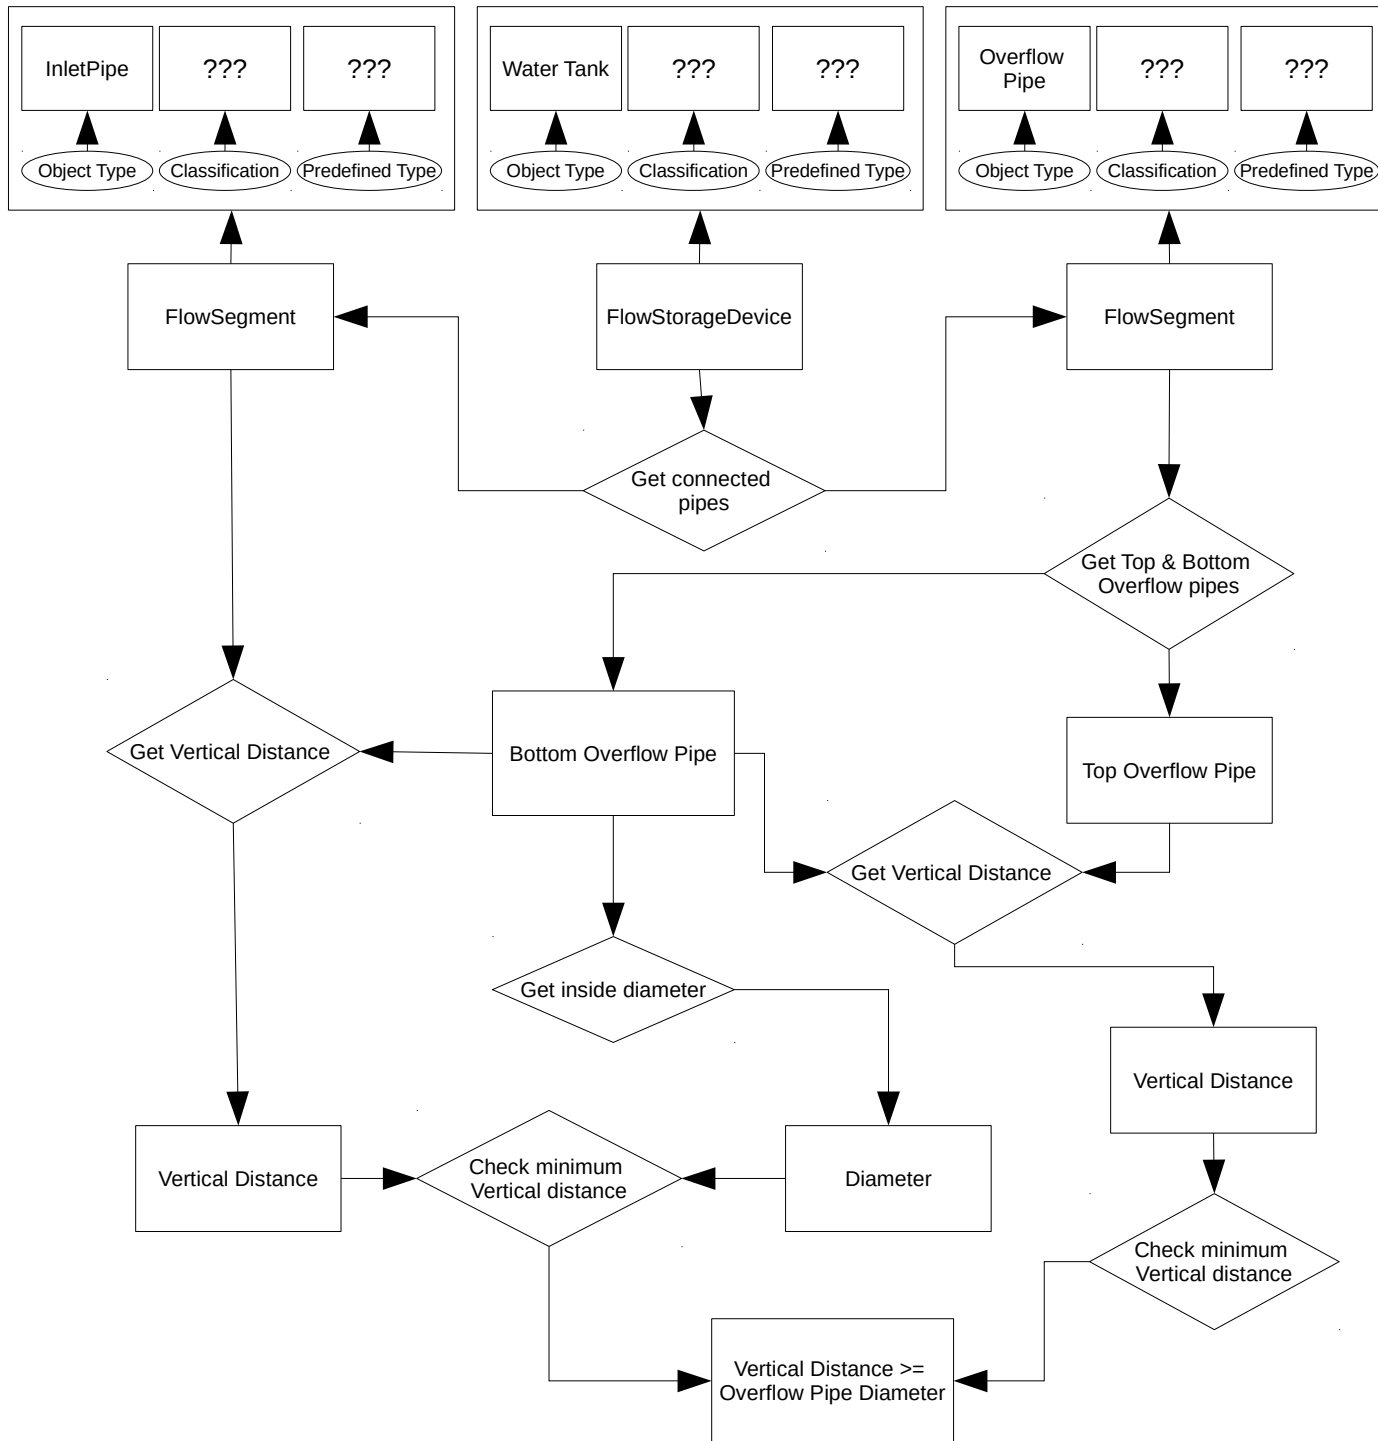 InletPipe
???
???
Object Type
Classification
Predefined Type
Water Tank
???
???
Object Type
Classification
Predefined Type
Overflow
Pipe
???
???
Object Type
Classification
Predefined Type
FlowSegment
FlowStorageDevice
FlowSegment
Get connected
pipes
Get Top & Bottom
Overflow pipes
Get Vertical Distance
Bottom Overflow Pipe
Top Overflow Pipe
Get Vertical Distance
Get inside diameter
Vertical Distance
Vertical Distance
Check minimum
Vertical distance
Diameter
Check minimum
Vertical distance
Vertical Distance >=
Overflow Pipe Diameter